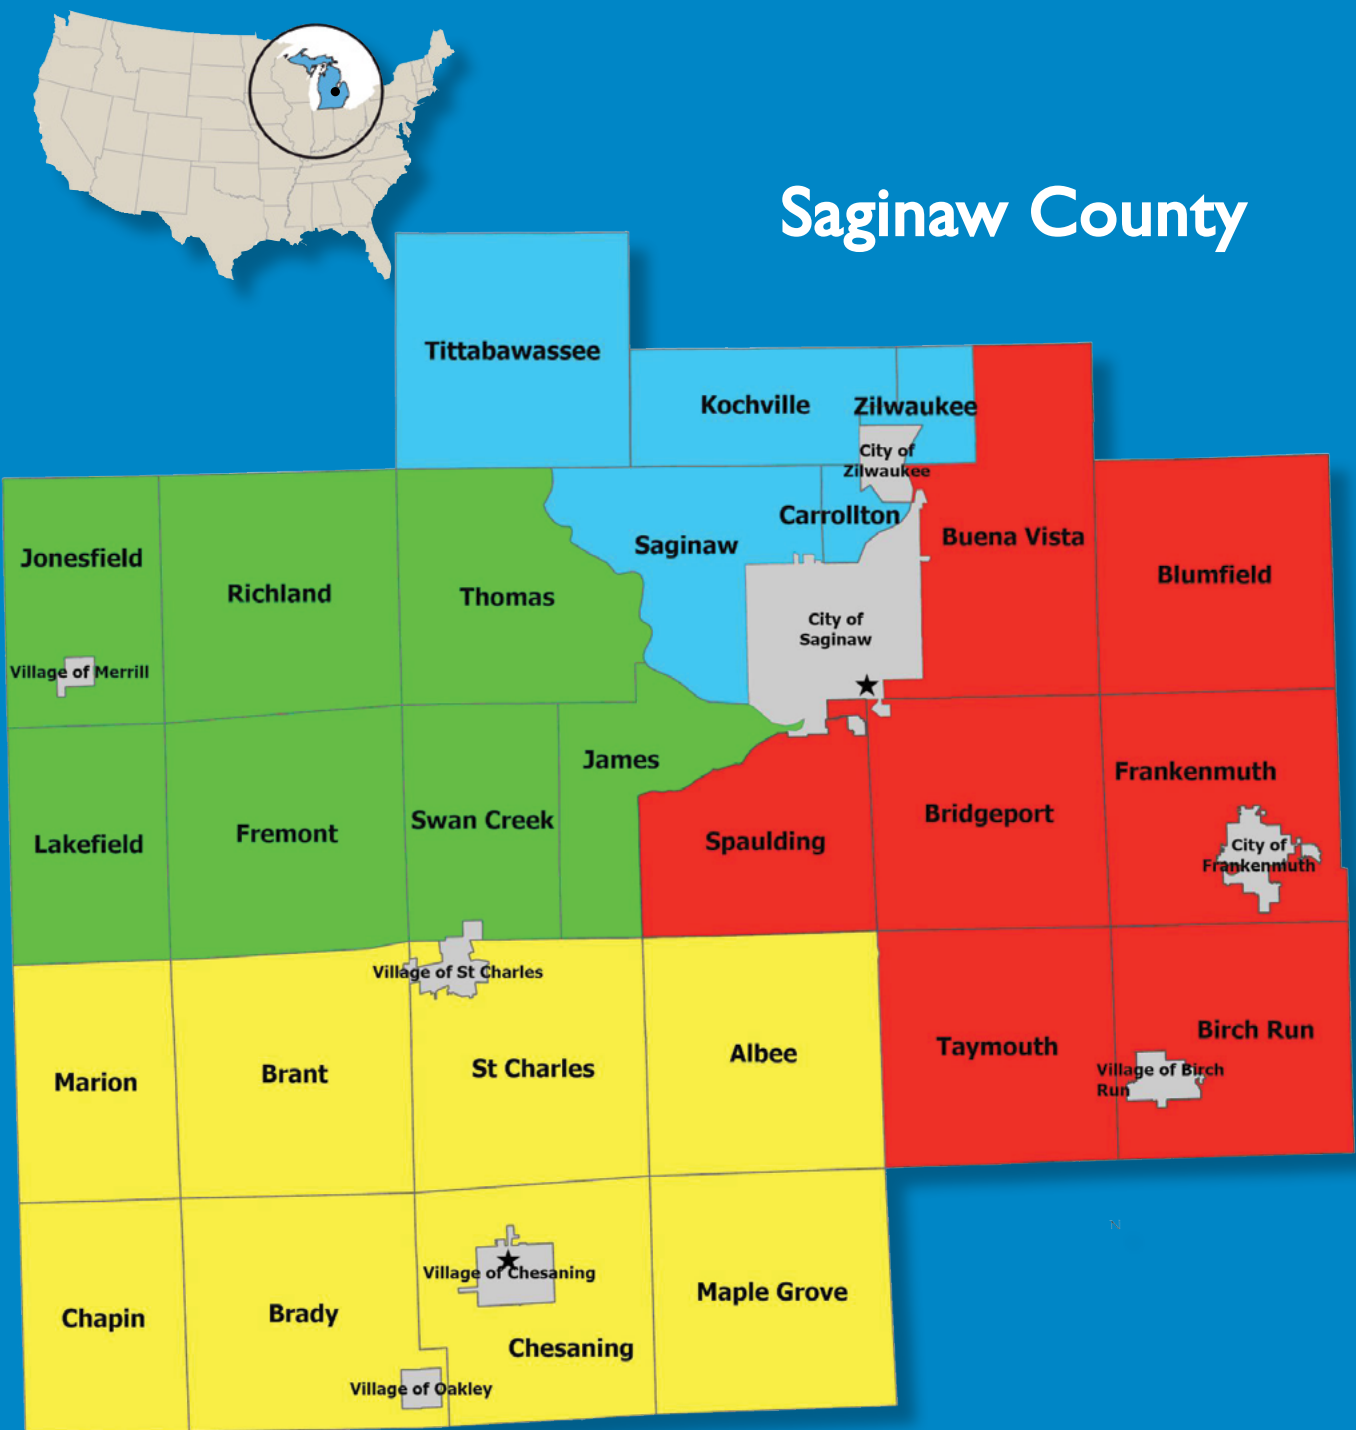 Saginaw County
Tittabawassee
Kochville
Zilwaukee
City of
Zilwaukee
Carrollton
Saginaw
Buena Vista
Jonesfield
Richland
Thomas
Blumfield
City of
Saginaw
Village of Merrill
James
Frankenmuth
Lakefield
Fremont
Swan Creek
Spaulding
Bridgeport
City of
Frankenmuth
Village of St Charles
Marion
Brant
St Charles
Albee
Taymouth
Birch Run
Village of Birch
Run
N
Village of Chesaning
Chapin
Brady
Maple Grove
Chesaning
Village of Oakley